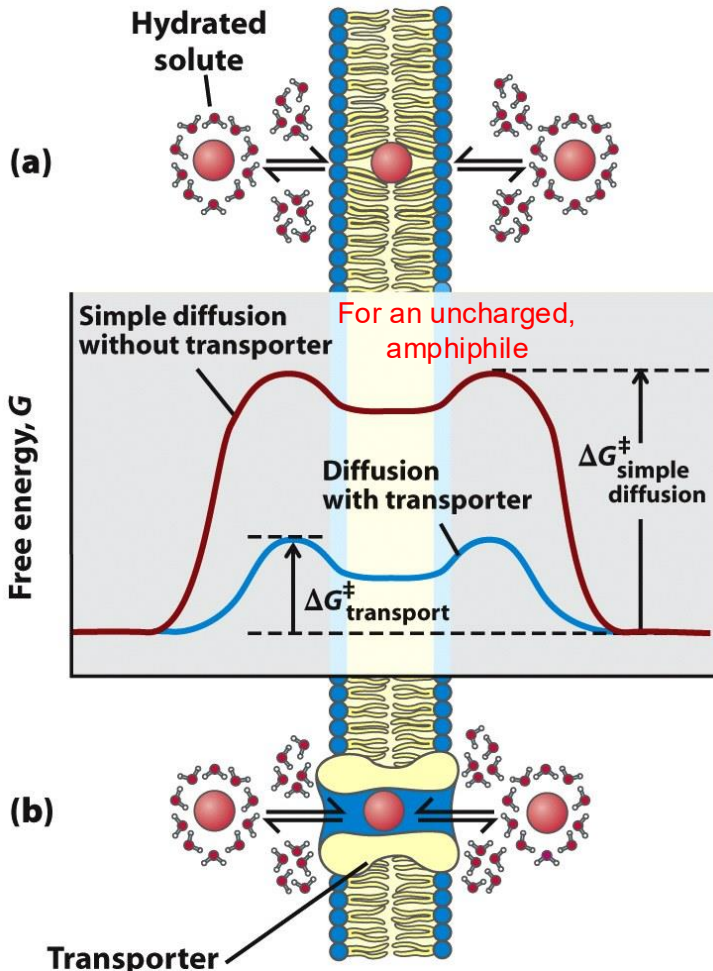 Hydrated
solute
(a)
Simple diffusion
without transporter
For an uncharged,
amphiphile
Free energy, G
Diffusion
with transporter
ΔG‡simple
diffusion
ΔG‡transport
(b)
Transporter